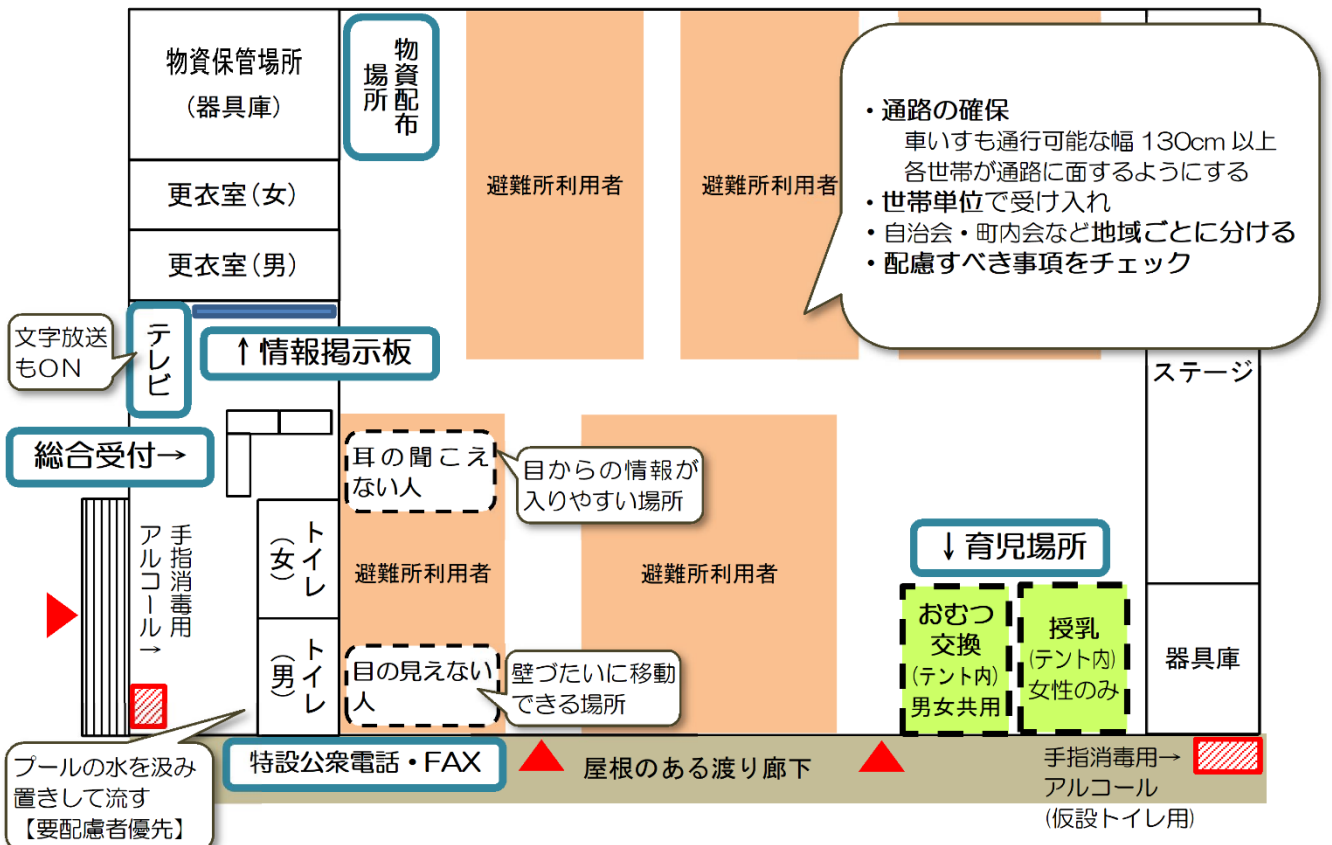 物資保管場所
(器具庫)
物資配布
場所
避難所利用者
避難所利用者
・通路の確保
車いすも通行可能な幅 130cm 以上
各世帯が通路に面するようにする
・世帯単位で受け入れ
・自治会・町内会など地域ごとに分ける
・配慮すべき事項をチェック
更衣室(女)
更衣室(男)
文字放送
もON
テレビ
↑情報掲示板
ステージ
総合受付→
耳の聞こえ
ない人
目からの情報が
入りやすい場所
手指消毒用
アルコール→
トイレ
(女)
避難所利用者
避難所利用者
↓育児場所
トイレ
(男)
目の見えない
人
壁づたいに移動
できる場所
おむつ
交換
(テント内)
男女共用
授乳
(テント内)
女性のみ
器具庫
プールの水を汲み
置きして流す
【要配慮者優先】
特設公衆電話・FAX
屋根のある渡り廊下
手指消毒用→
アルコール
(仮設トイレ用)